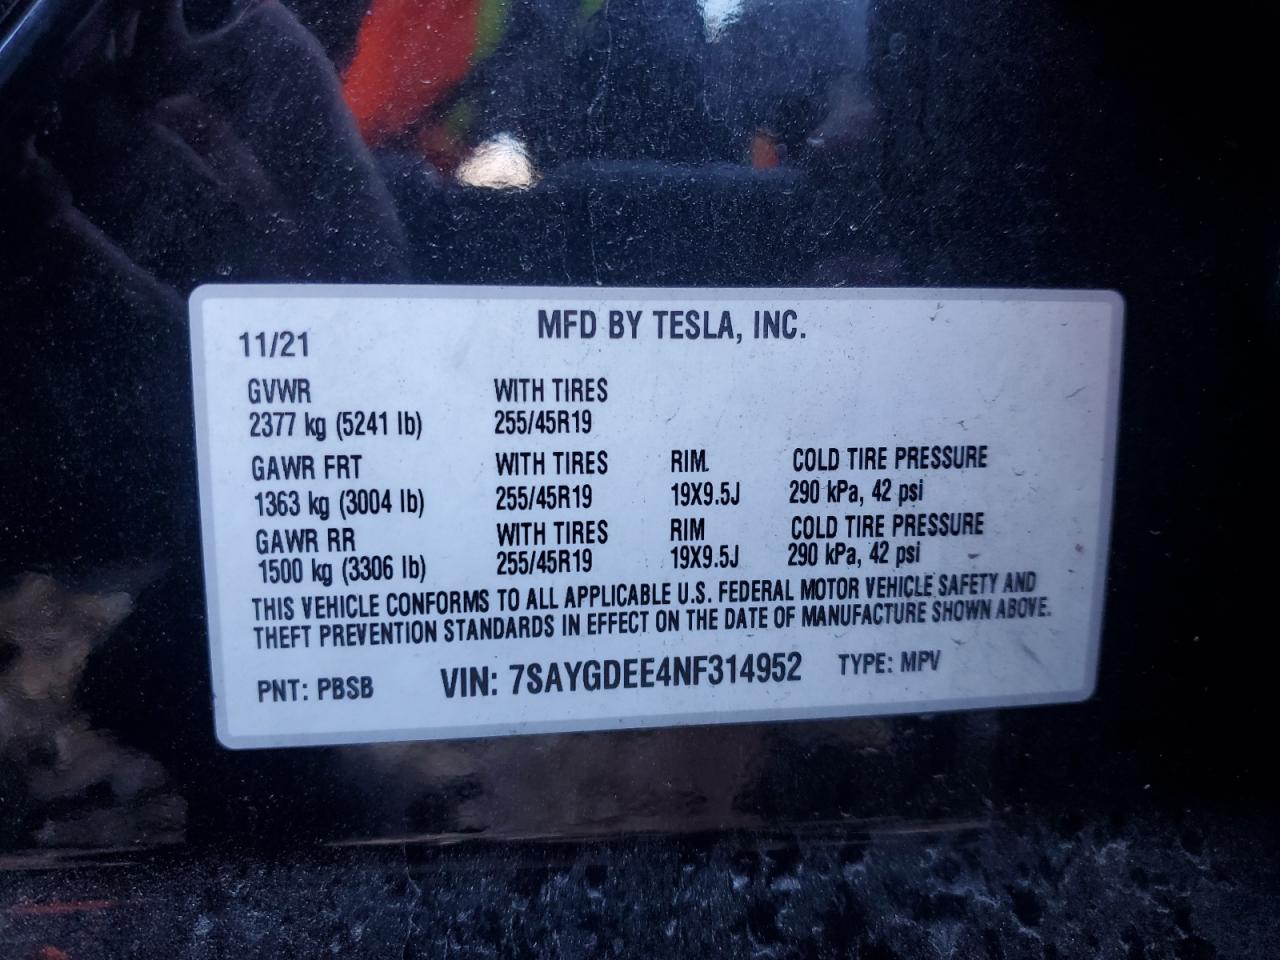 MFD BY TESLA, INC.
11/21
GVWR WITH TIRES
2377 kg (5241 lb) 255/45R19
GAWR FRT WITH TIRES RIM COLD TIRE PRESSURE
1363 kg (3004 lb) 255/45R19 19X9.5J 290 kPa, 42 psi
GAWR RR WITH TIRES RIM COLD TIRE PRESSURE
1500 kg (3306 lb) 255/45R19 19X9.5J 290 kPa, 42 psi
THIS VEHICLE CONFORMS TO ALL APPLICABLE U.S. FEDERAL MOTOR VEHICLE SAFETY AND
THEFT PREVENTION STANDARDS IN EFFECT ON THE DATE OF MANUFACTURE SHOWN ABOVE.
PNT: PBSB VIN: 7SAYGDEE4NF314952 TYPE: MPV